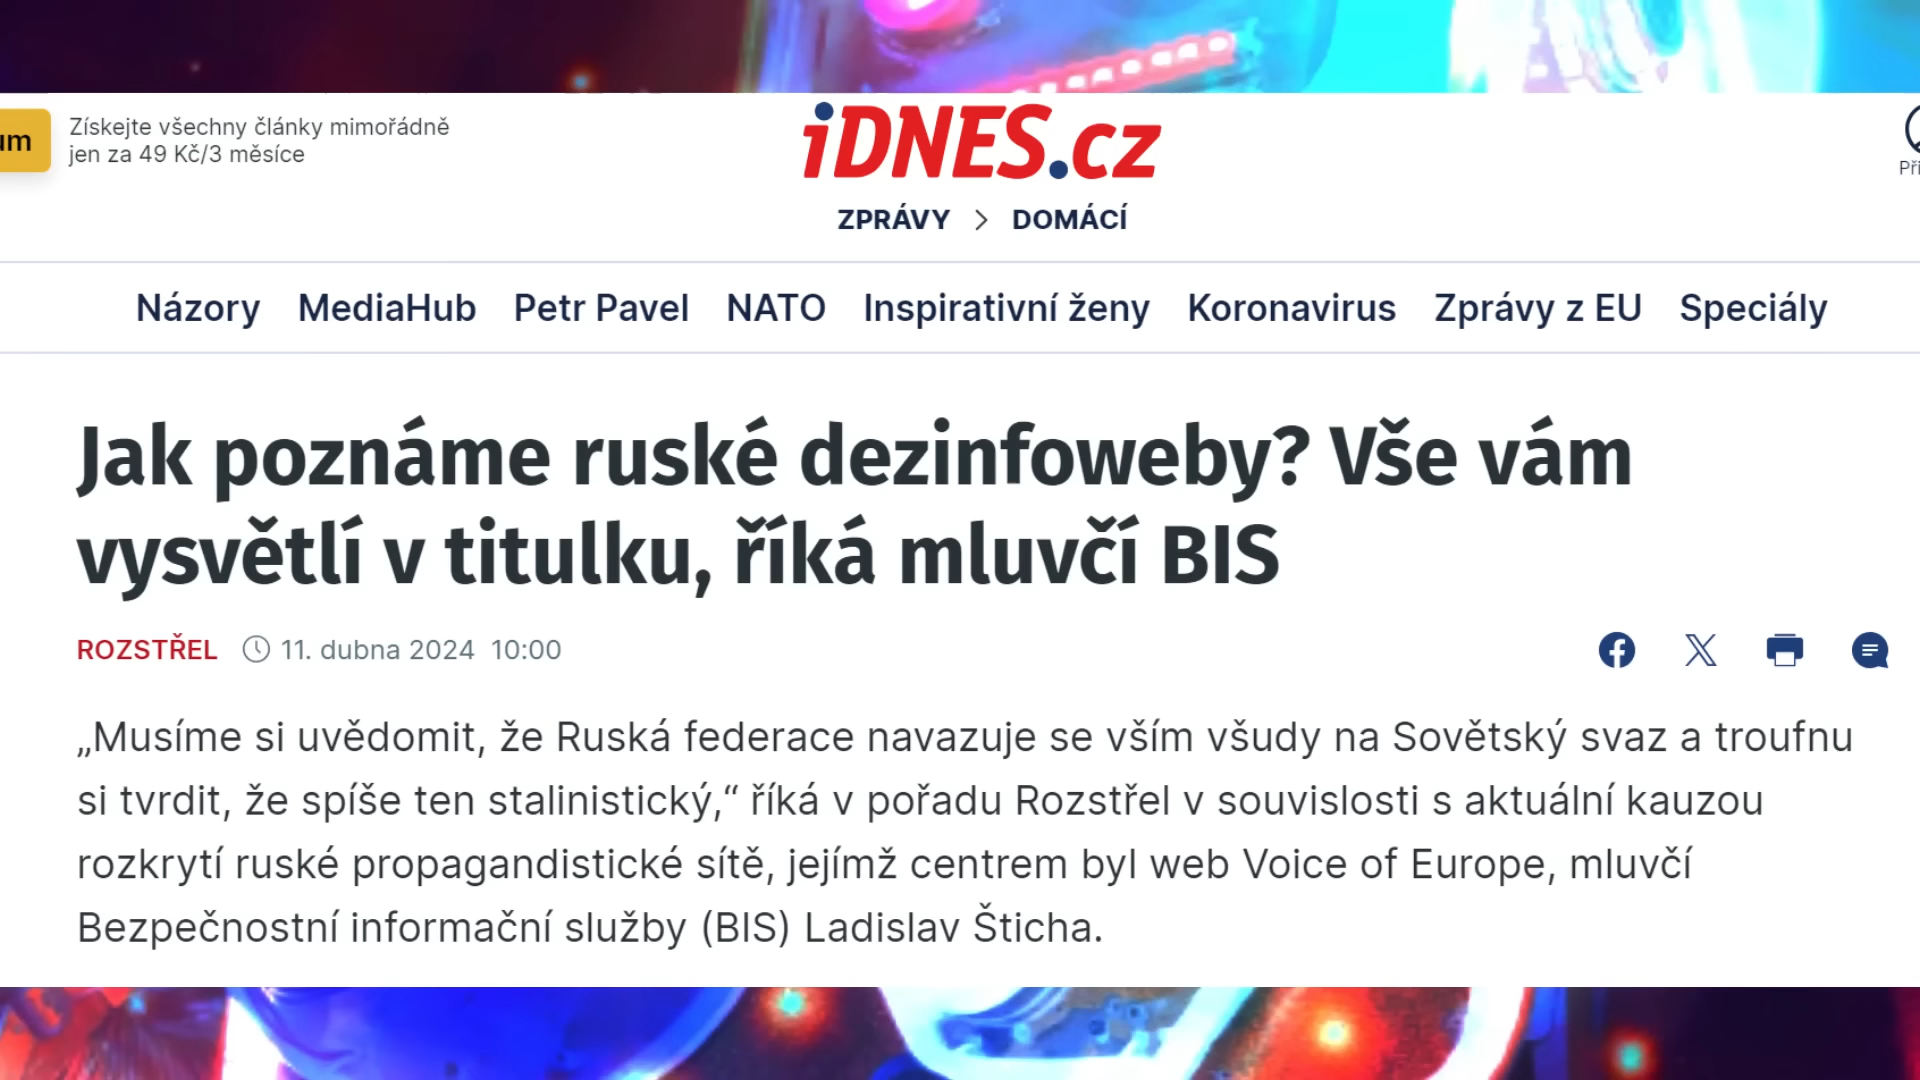 um
Získejte všechny články mimořádně
jen za 49 Kč/3 měsíce
iDNES.cz
Při
ZPRÁVY > DOMÁCÍ
Názory MediaHub Petr Pavel NATO Inspirativní ženy Koronavirus Zprávy z EU Speciály
Jak poznáme ruské dezinfoweby? Vše vám
vysvětlí v titulku, říká mluvčí BIS
ROZSTŘEL 11. dubna 2024 10:00
„Musíme si uvědomit, že Ruská federace navazuje se vším všudy na Sovětský svaz a troufnu
si tvrdit, že spíše ten stalinistický,“ říká v pořadu Rozstřel v souvislosti s aktuální kauzou
rozkrytí ruské propagandistické sítě, jejímž centrem byl web Voice of Europe, mluvčí
Bezpečnostní informační služby (BIS) Ladislav Šticha.